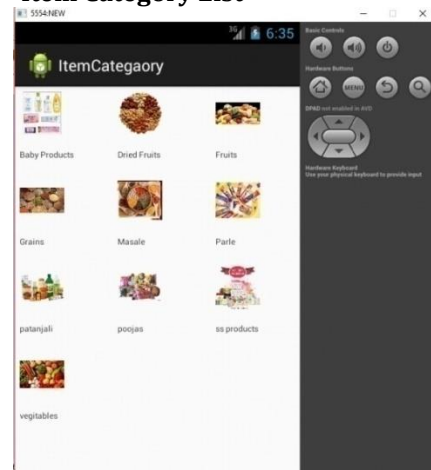 Item Category List
5554:NEW
3G 6:35
ItemCategaory
Baby Products Dried Fruits Fruits
Grains Masale Parle
patanjali poojas ss products
vegitables
Basic Controls
Hardware Buttons
MENU
DPAD not enabled in AVD
Hardware Keyboard
Use your physical keyboard to provide input